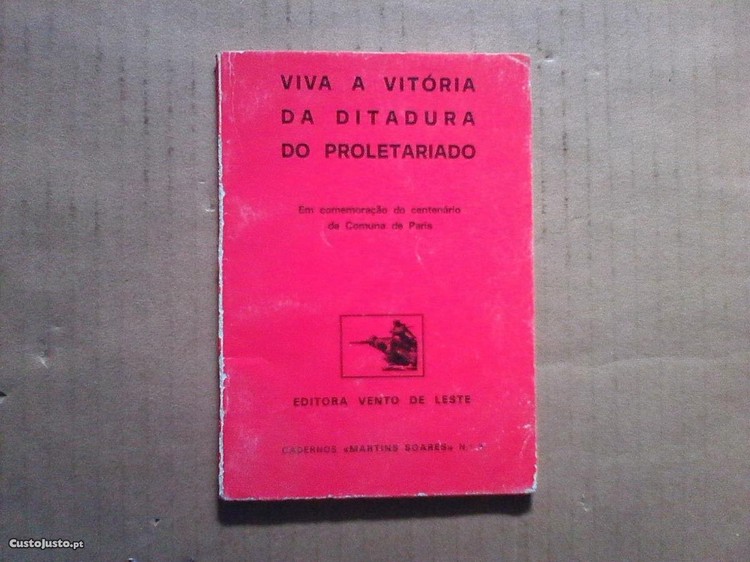 VIVA A VITÓRIA
DA DITADURA
DO PROLETARIADO
Em comemoração do centenário
da Comuna de Paris
EDITORA VENTO DE LESTE
CADERNOS «MARTINS SOARES»
CustoJusto.pt